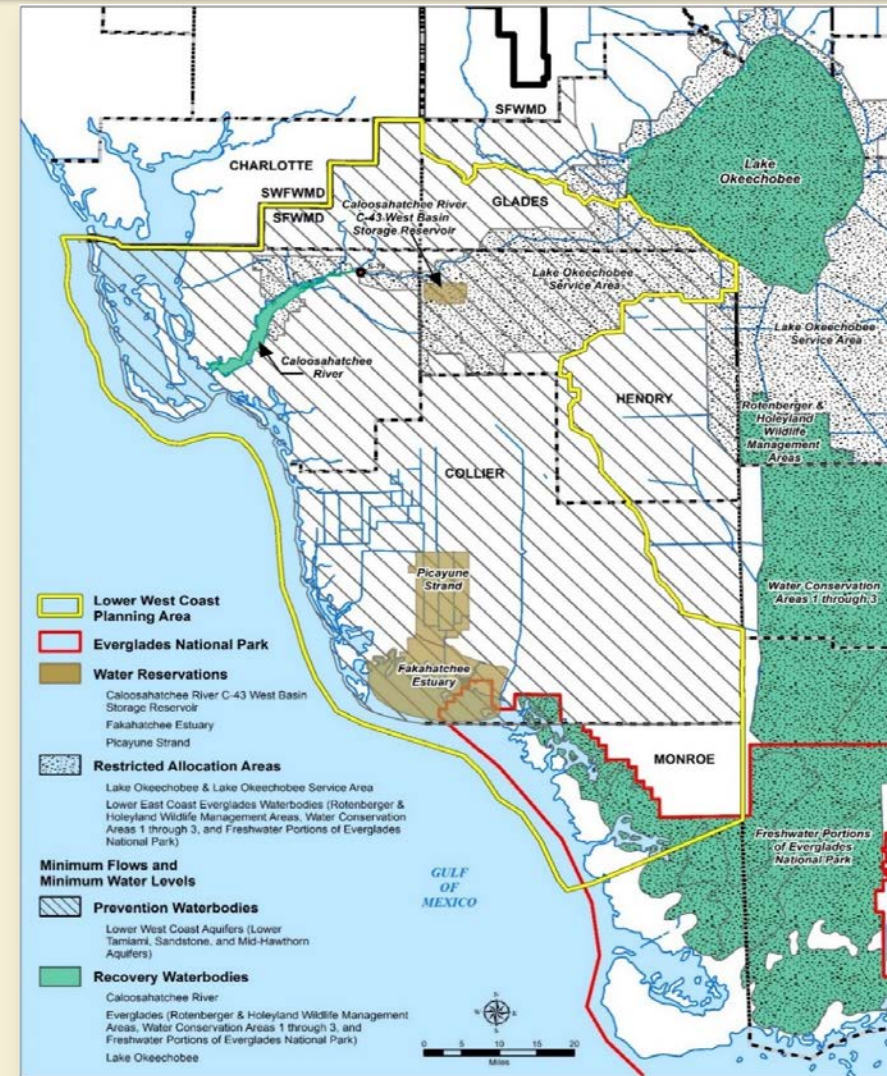 SFWMD
CHARLOTTE
SWFWMD
SFWMD
Caloosahatchee River
C-43 West Basin
Storage Reservoir
GLADES
Lake
Okeechobee
S-79
Lake Okeechobee
Service Area
Lake Okeechobee
Service Area
Caloosahatchee
River
HENDRY
Rotenberger &
Holeyland
Wildlife
Management
Areas
COLLIER
Picayune
Strand
Water Conservation
Areas 1 through 3
Fakahatchee
Estuary
MONROE
Freshwater Portions
of Everglades
National Park
GULF
OF
MEXICO
Lower West Coast
Planning Area
Everglades National Park
Water Reservations
Caloosahatchee River C-43 West Basin
Storage Reservoir
Fakahatchee Estuary
Picayune Strand
Restricted Allocation Areas
Lake Okeechobee & Lake Okeechobee Service Area
Lower East Coast Everglades Waterbodies (Rotenberger &
Holeyland Wildlife Management Areas, Water Conservation
Areas 1 through 3, and Freshwater Portions of Everglades
National Park)
Minimum Flows and
Minimum Water Levels
Prevention Waterbodies
Lower West Coast Aquifers (Lower
Tamiami, Sandstone, and Mid-Hawthorn
Aquifers)
Recovery Waterbodies
Caloosahatchee River
Everglades (Rotenberger & Holeyland Wildlife Management
Areas, Water Conservation Areas 1 through 3, and
Freshwater Portions of Everglades National Park)
Lake Okeechobee
N
W E
S
0 5 10 15 20
Miles